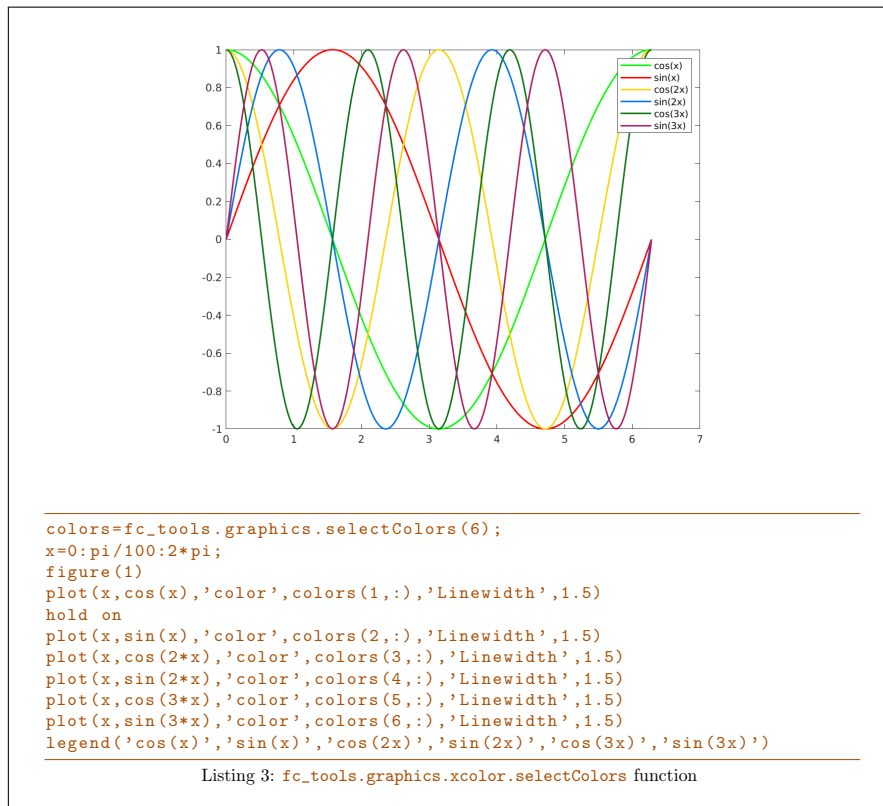 1
0.8
0.6
0.4
0.2
0
-0.2
-0.4
-0.6
-0.8
-1
0 1 2 3 4 5 6 7
cos(x)
sin(x)
cos(2x)
sin(2x)
cos(3x)
sin(3x)
colors=fc_tools.graphics.selectColors(6);
x=0:pi/100:2*pi;
figure(1)
plot(x,cos(x),'color',colors(1,:),'Linewidth',1.5)
hold on
plot(x,sin(x),'color',colors(2,:),'Linewidth',1.5)
plot(x,cos(2*x),'color',colors(3,:),'Linewidth',1.5)
plot(x,sin(2*x),'color',colors(4,:),'Linewidth',1.5)
plot(x,cos(3*x),'color',colors(5,:),'Linewidth',1.5)
plot(x,sin(3*x),'color',colors(6,:),'Linewidth',1.5)
legend('cos(x)','sin(x)','cos(2x)','sin(2x)','cos(3x)','sin(3x)')
Listing 3: fc_tools.graphics.xcolor.selectColors function